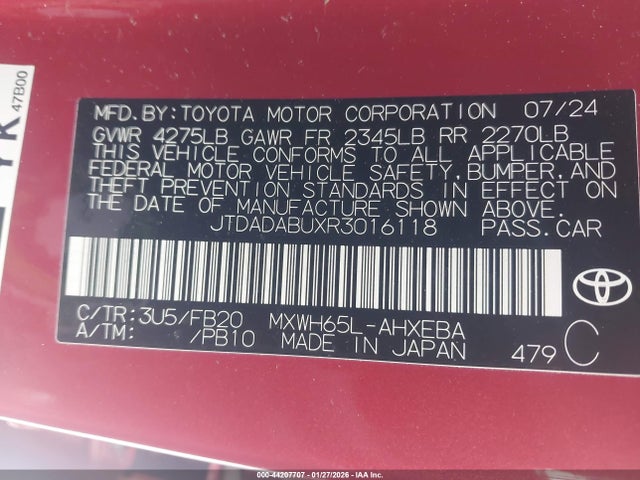 YK
47B00
MFD.BY:TOYOTA MOTOR CORPORATION 07/24
GVWR 4275LB GAWR FR 2345LB RR 2270LB
THIS VEHICLE CONFORMS TO ALL APPLICABLE
FEDERAL MOTOR VEHICLE SAFETY,BUMPER,AND
THEFT PREVENTION STANDARDS IN EFFECT ON
THE DATE OF MANUFACTURE SHOWN ABOVE.
JTDADABUXR3016118 PASS.CAR
C/TR:3U5/FB20 MXWH65L-AHXEBA
A/TM: /PB10 MADE IN JAPAN 479 C
000-44207707 - 01/27/2026 - IAA Inc.